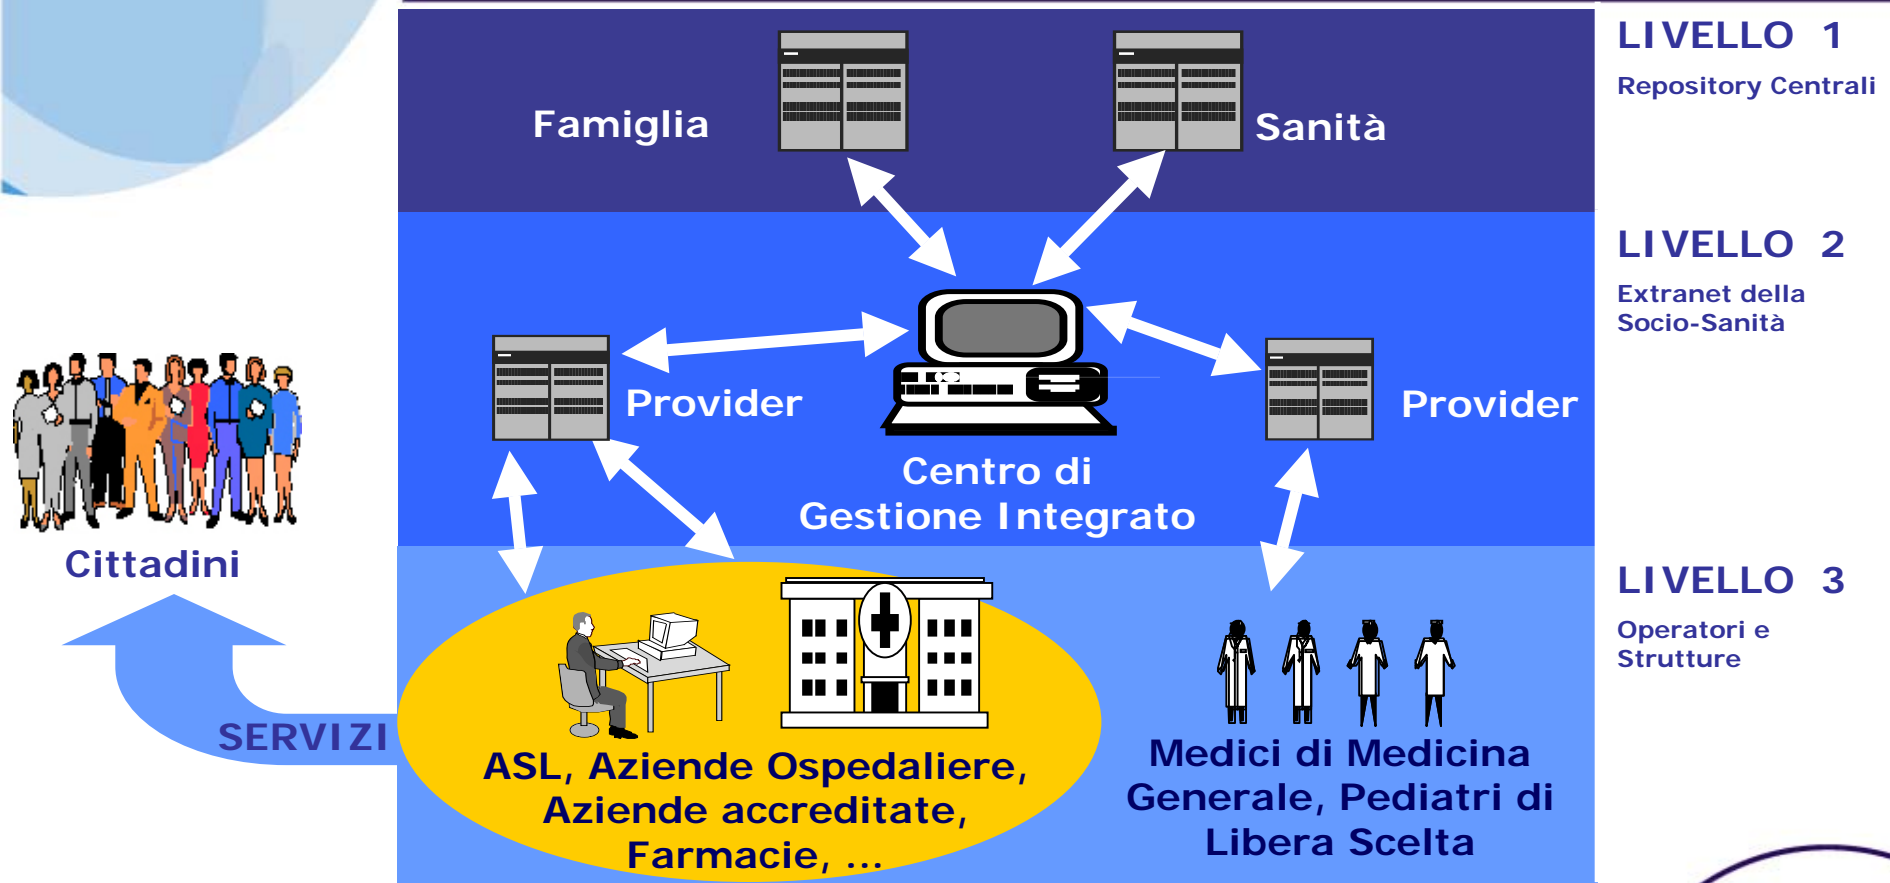 LIVELLO 1
Repository Centrali
Famiglia
Sanità
LIVELLO 2
Extranet della
Socio-Sanità
Provider
Provider
Centro di
Gestione Integrato
Cittadini
LIVELLO 3
Operatori e
Strutture
SERVIZI
ASL, Aziende Ospedaliere,
Aziende accreditate,
Farmacie, ...
Medici di Medicina
Generale, Pediatri di
Libera Scelta